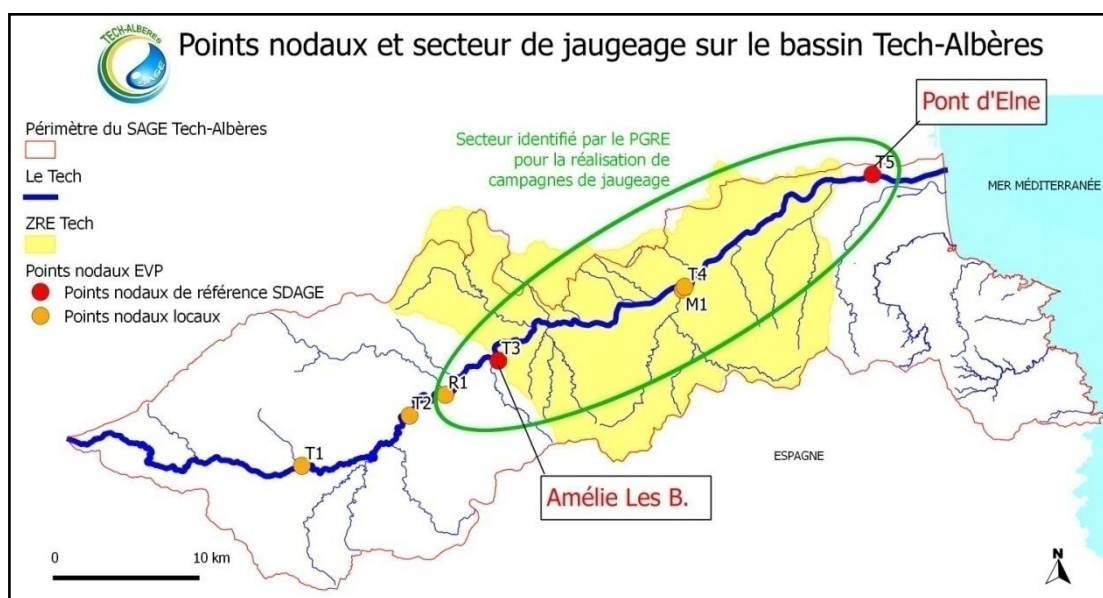 TECH-ALBERES
SAGE
Points nodaux et secteur de jaugeage sur le bassin Tech-Albères
Périmètre du SAGE Tech-Albères
Le Tech
ZRE Tech
Points nodaux EVP
Points nodaux de référence SDAGE
Points nodaux locaux
Secteur identifié par le PGRE
pour la réalisation de
campagnes de jaugeage
Pont d'Elne
T5
MER MÉDITERRANÉE
T4
M1
T3
R1
T2
T1
ESPAGNE
Amélie Les B.
0 10 km
N